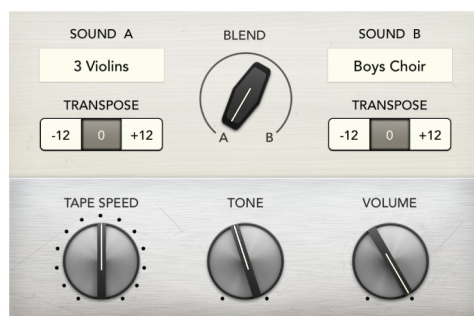 SOUND A
BLEND
SOUND B
3 Violins
Boys Choir
TRANSPOSE
TRANSPOSE
-12 0 +12
-12 0 +12
A B
TAPE SPEED
TONE
VOLUME